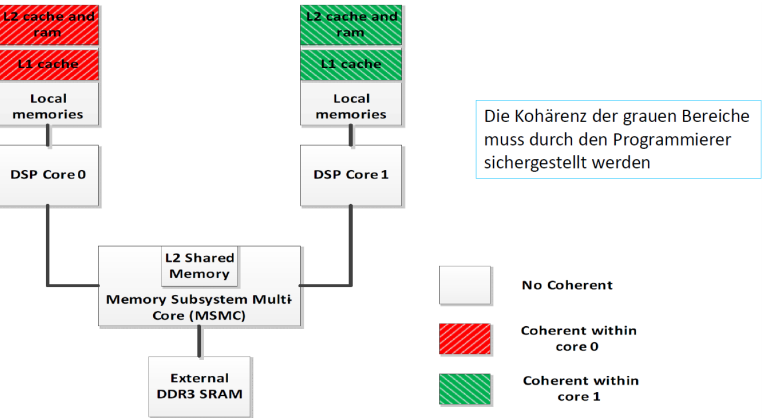 L2 cache and
ram
L1 cache
Local
memories
DSP Core 0
L2 cache and
ram
L1 cache
Local
memories
DSP Core 1
Die Kohärenz der grauen Bereiche
muss durch den Programmierer
sichergestellt werden
L2 Shared
Memory
Memory Subsystem Multi-
Core (MSMC)
External
DDR3 SRAM
No Coherent
Coherent within
core 0
Coherent within
core 1